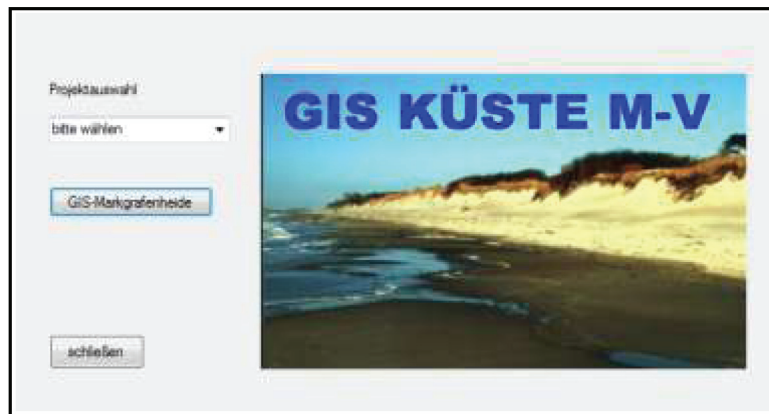 Projektauswahl
bitte wählen
GIS-Markgrafenheide
schließen
GIS KÜSTE M-V